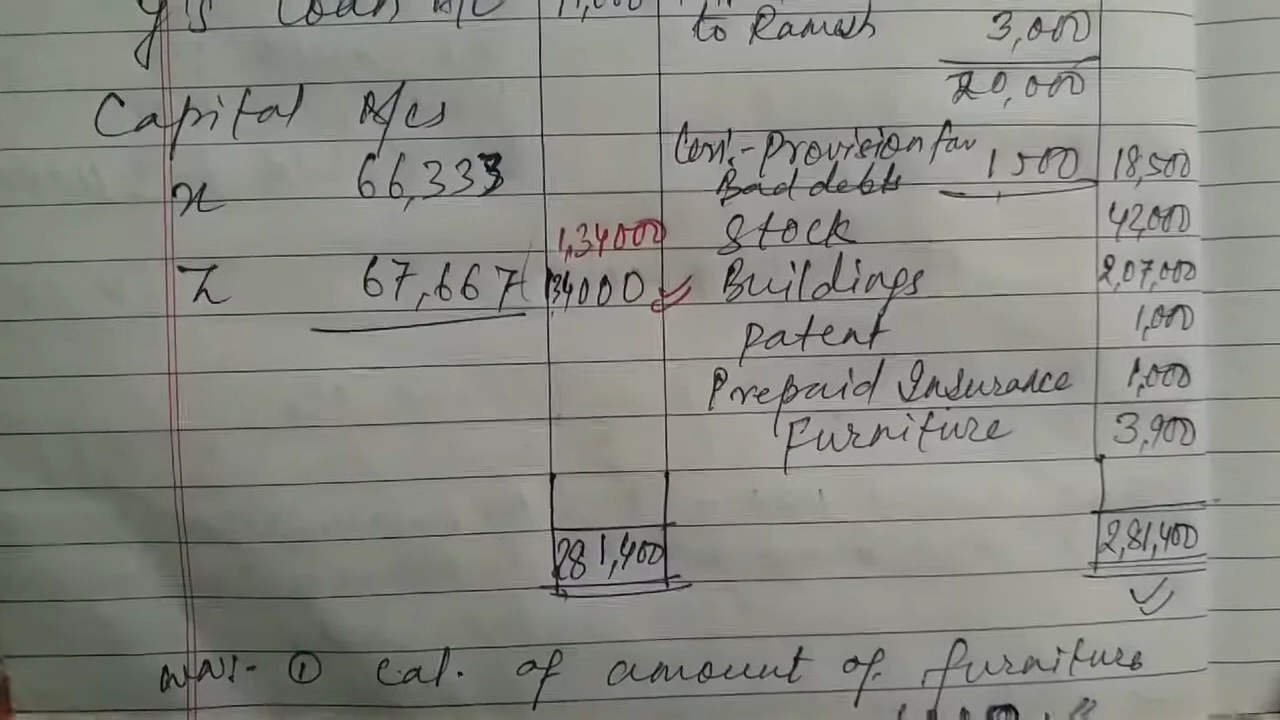 y's Loan A/C
to Ramesh 3,000
20,000
Capital A/cs
Less:- Provision for Bad debts 1500 18,500
x 66,333
Stock 42,000
1,34000
z 67,667 34000 Buildings 2,07,000
Patent 1,000
Prepaid Insurance 1,000
Furniture 3,900
281,400 2,81,400
W.N:- ① Cal. of amount of furniture